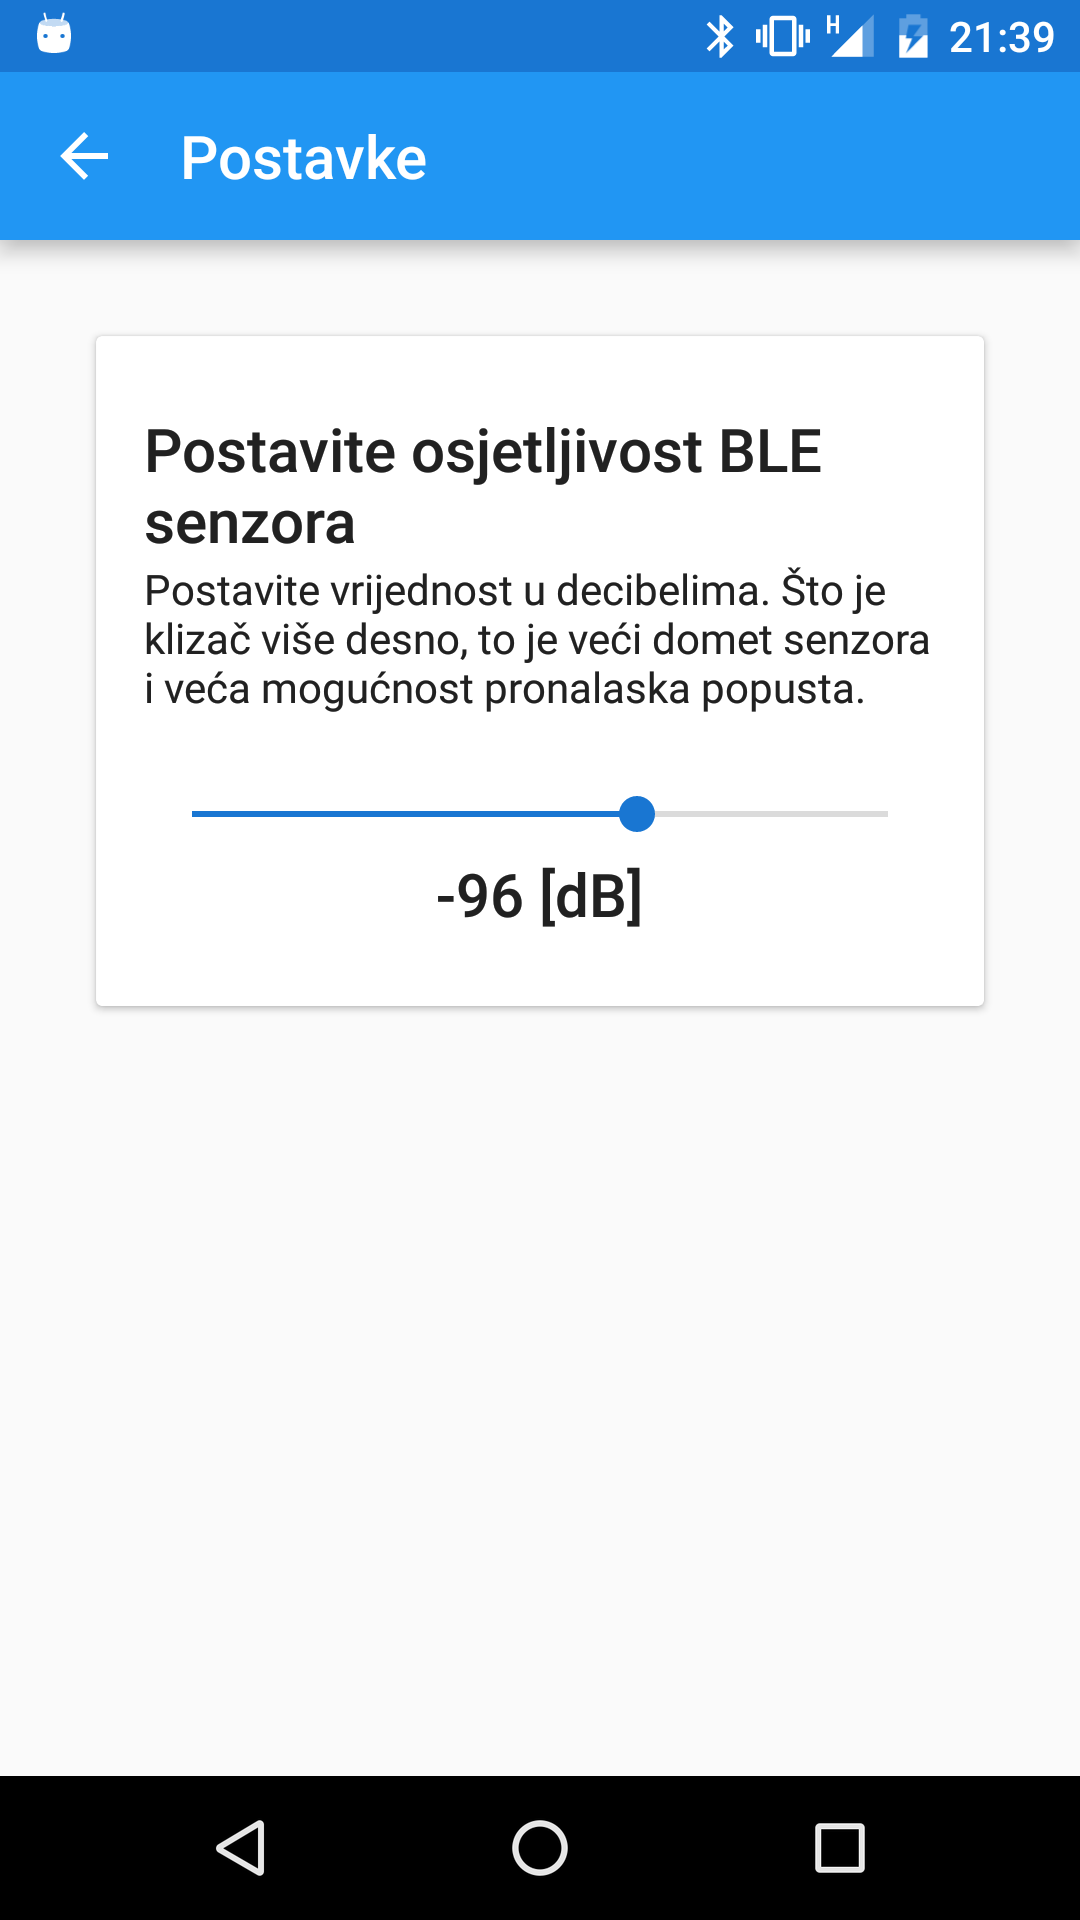 H 21:39
Postavke
Postavite osjetljivost BLE
senzora
Postavite vrijednost u decibelima. Što je
klizač više desno, to je veći domet senzora
i veća mogućnost pronalaska popusta.
-96 [dB]